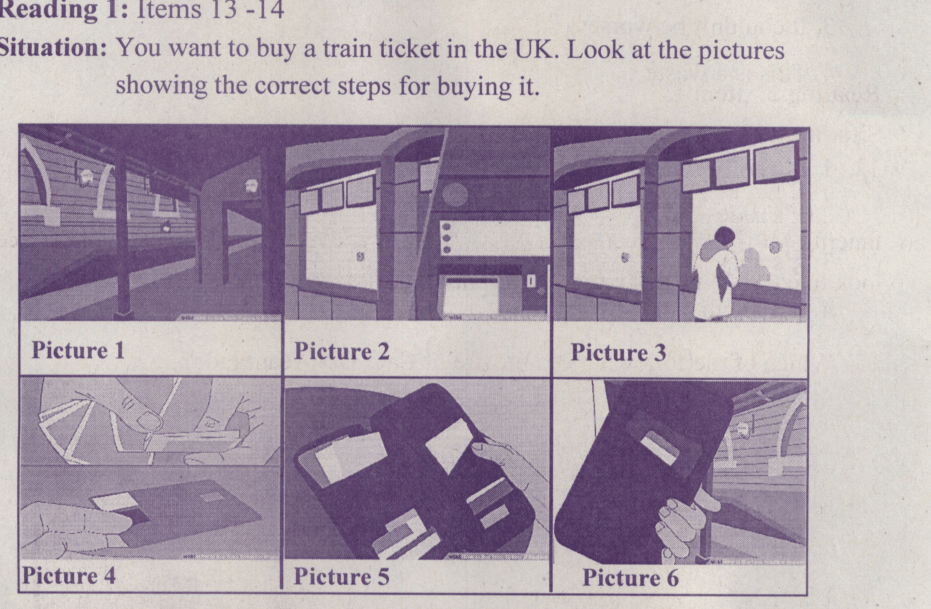 Reading 1: Items 13 -14
Situation: You want to buy a train ticket in the UK. Look at the pictures
showing the correct steps for buying it.
Picture 1
Picture 2
Picture 3
Picture 4
Picture 5
Picture 6